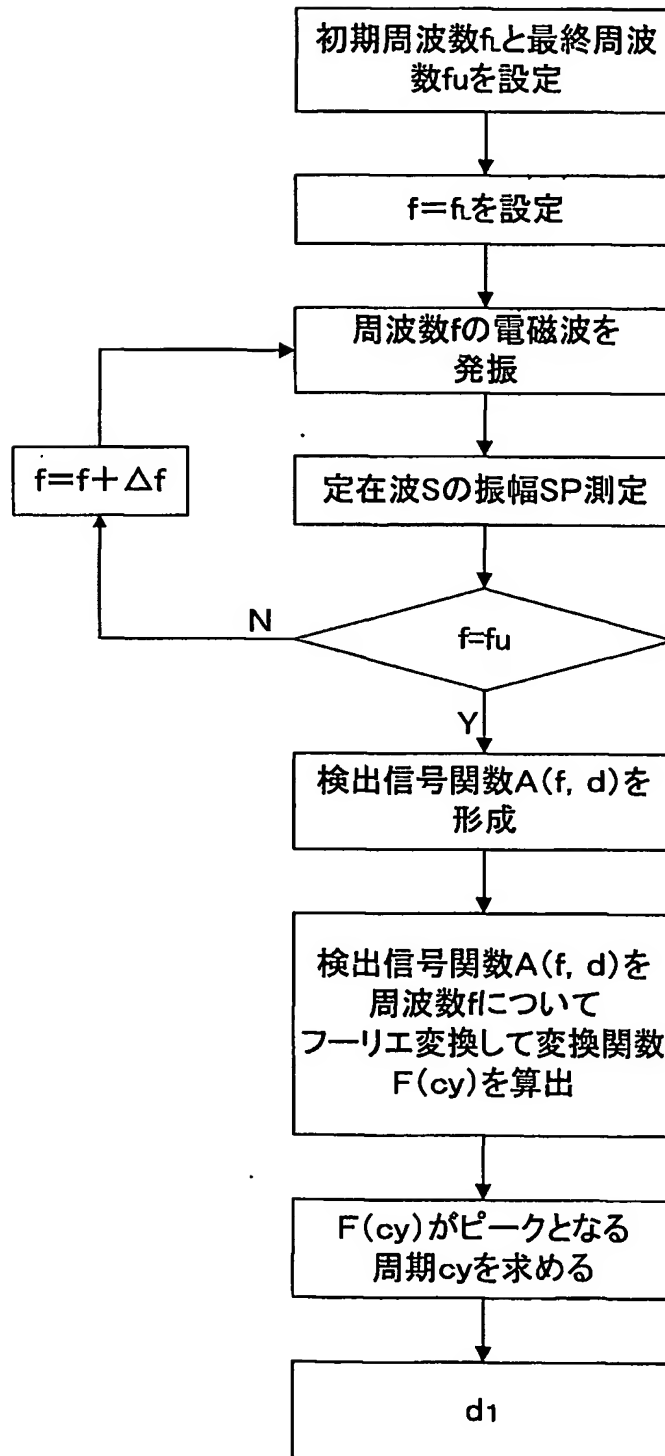 初期周波数fLと最終周波
数fuを設定
f=fLを設定
周波数fの電磁波を
発振
f=f+△f
定在波Sの振幅SP測定
N
f=fu
Y
検出信号関数A(f, d)を
形成
検出信号関数A(f, d)を
周波数fについて
フーリエ変換して変換関数
F(cy)を算出
F(cy)がピークとなる
周期cyを求める
d1